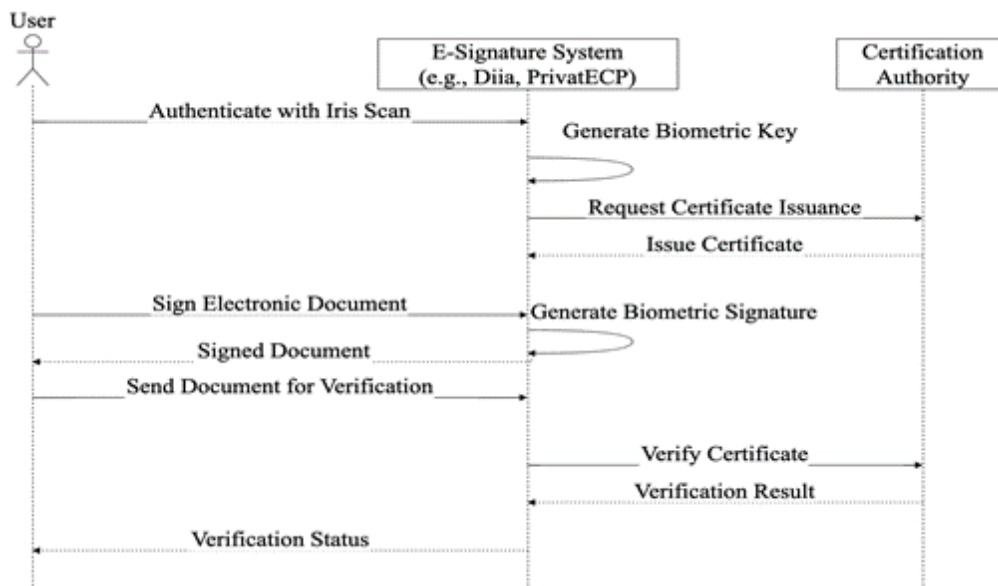 User
E-Signature System
(e.g., Diia, PrivatECP)
Certification
Authority
Authenticate with Iris Scan
Generate Biometric Key
Request Certificate Issuance
Issue Certificate
Sign Electronic Document
Generate Biometric Signature
Signed Document
Send Document for Verification
Verify Certificate
Verification Result
Verification Status